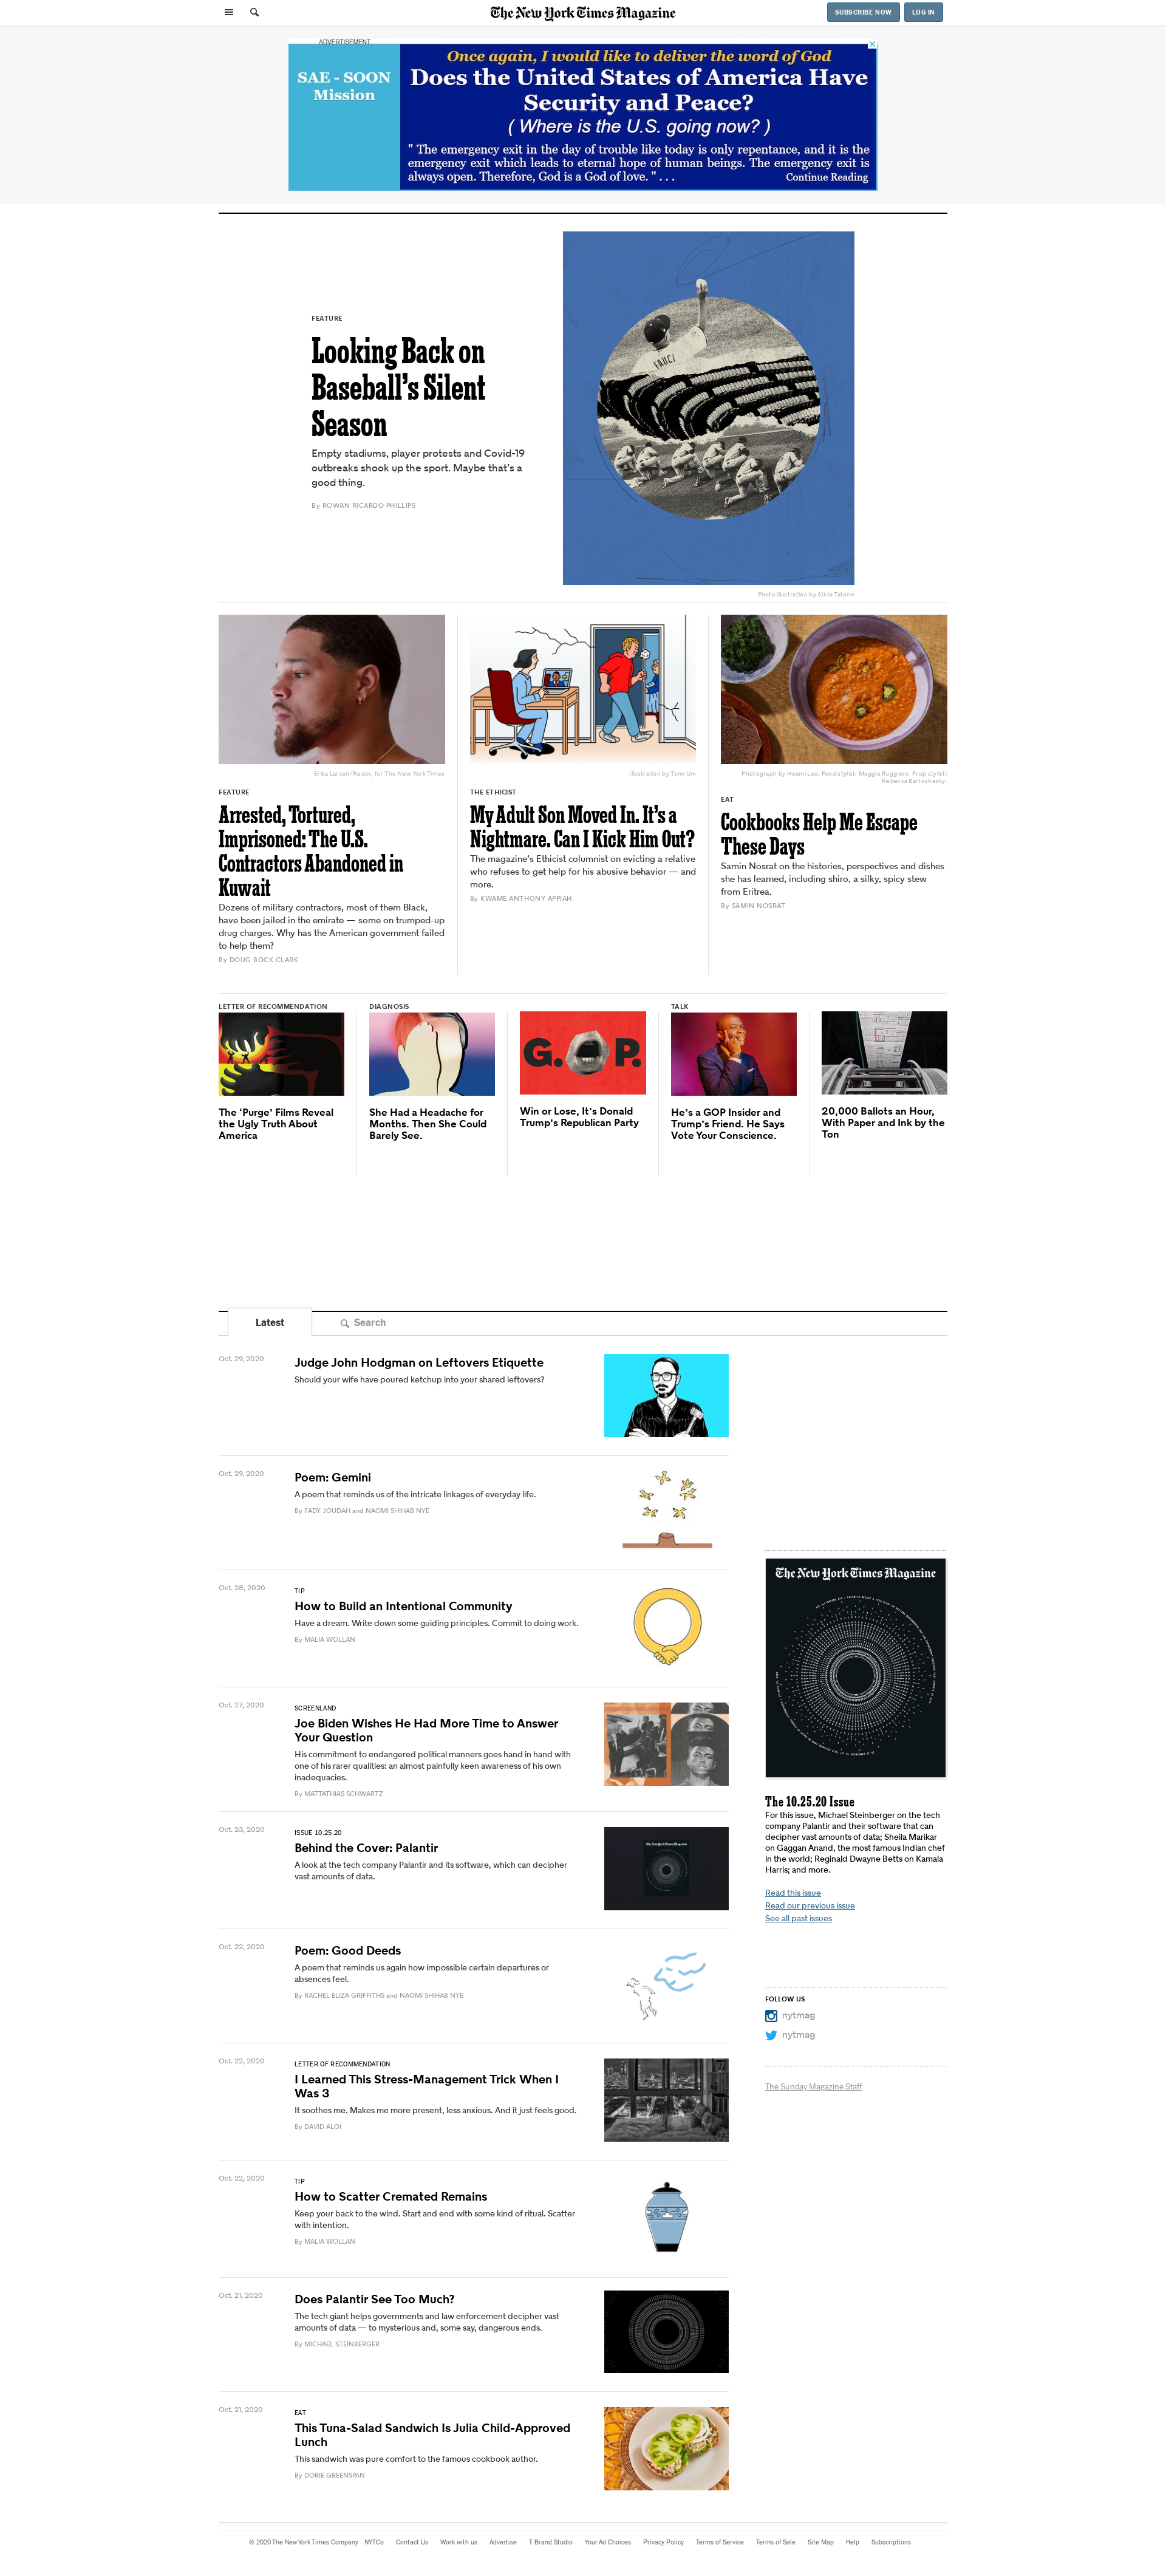 The New York Times Magazine
SUBSCRIBE NOW
LOG IN
ADVERTISEMENT
SAE - SOON
Mission
Once again, I would like to deliver the word of God
Does the United States of America Have
Security and Peace?
( Where is the U.S. going now? )
" The emergency exit in the day of trouble like today is only repentance, and it is the
emergency exit which leads to eternal hope of human beings. The emergency exit is
always open. Therefore, God is a God of love. " . . .
Continue Reading
FEATURE
Looking Back on
Baseball’s Silent
Season
Empty stadiums, player protests and Covid-19
outbreaks shook up the sport. Maybe that’s a
good thing.
By ROWAN RICARDO PHILLIPS
FAUCI
Photo illustration by Alicia Tatone
Erika Larsen/Redux, for The New York Times
FEATURE
Arrested, Tortured,
Imprisoned: The U.S.
Contractors Abandoned in
Kuwait
Dozens of military contractors, most of them Black,
have been jailed in the emirate — some on trumped-up
drug charges. Why has the American government failed
to help them?
By DOUG BOCK CLARK
Illustration by Tomi Um
THE ETHICIST
My Adult Son Moved In. It’s a
Nightmare. Can I Kick Him Out?
The magazine’s Ethicist columnist on evicting a relative
who refuses to get help for his abusive behavior — and
more.
By KWAME ANTHONY APPIAH
Photograph by Heami Lee. Food stylist: Maggie Ruggiero. Prop stylist:
Rebecca Bartoshesky.
EAT
Cookbooks Help Me Escape
These Days
Samin Nosrat on the histories, perspectives and dishes
she has learned, including shiro, a silky, spicy stew
from Eritrea.
By SAMIN NOSRAT
LETTER OF RECOMMENDATION
The ‘Purge’ Films Reveal
the Ugly Truth About
America
DIAGNOSIS
She Had a Headache for
Months. Then She Could
Barely See.
G. P.
Win or Lose, It’s Donald
Trump’s Republican Party
TALK
He’s a GOP Insider and
Trump’s Friend. He Says
Vote Your Conscience.
20,000 Ballots an Hour,
With Paper and Ink by the
Ton
Latest
Search
Oct. 29, 2020
Judge John Hodgman on Leftovers Etiquette
Should your wife have poured ketchup into your shared leftovers?
Oct. 29, 2020
Poem: Gemini
A poem that reminds us of the intricate linkages of everyday life.
By FADY JOUDAH and NAOMI SHIHAB NYE
Oct. 28, 2020
TIP
How to Build an Intentional Community
Have a dream. Write down some guiding principles. Commit to doing work.
By MALIA WOLLAN
Oct. 27, 2020
SCREENLAND
Joe Biden Wishes He Had More Time to Answer
Your Question
His commitment to endangered political manners goes hand in hand with
one of his rarer qualities: an almost painfully keen awareness of his own
inadequacies.
By MATTATHIAS SCHWARTZ
Oct. 23, 2020
ISSUE 10.25.20
Behind the Cover: Palantir
A look at the tech company Palantir and its software, which can decipher
vast amounts of data.
Oct. 22, 2020
Poem: Good Deeds
A poem that reminds us again how impossible certain departures or
absences feel.
By RACHEL ELIZA GRIFFITHS and NAOMI SHIHAB NYE
Oct. 22, 2020
LETTER OF RECOMMENDATION
I Learned This Stress-Management Trick When I
Was 3
It soothes me. Makes me more present, less anxious. And it just feels good.
By DAVID ALOI
Oct. 22, 2020
TIP
How to Scatter Cremated Remains
Keep your back to the wind. Start and end with some kind of ritual. Scatter
with intention.
By MALIA WOLLAN
Oct. 21, 2020
Does Palantir See Too Much?
The tech giant helps governments and law enforcement decipher vast
amounts of data — to mysterious and, some say, dangerous ends.
By MICHAEL STEINBERGER
Oct. 21, 2020
EAT
This Tuna-Salad Sandwich Is Julia Child-Approved
Lunch
This sandwich was pure comfort to the famous cookbook author.
By DORIE GREENSPAN
The New York Times Magazine
The 10.25.20 Issue
For this issue, Michael Steinberger on the tech
company Palantir and their software that can
decipher vast amounts of data; Sheila Marikar
on Gaggan Anand, the most famous Indian chef
in the world; Reginald Dwayne Betts on Kamala
Harris; and more.
Read this issue
Read our previous issue
See all past issues
FOLLOW US
nytmag
nytmag
The Sunday Magazine Staff
© 2020 The New York Times Company NYTCo Contact Us Work with us Advertise T Brand Studio Your Ad Choices Privacy Policy Terms of Service Terms of Sale Site Map Help Subscriptions